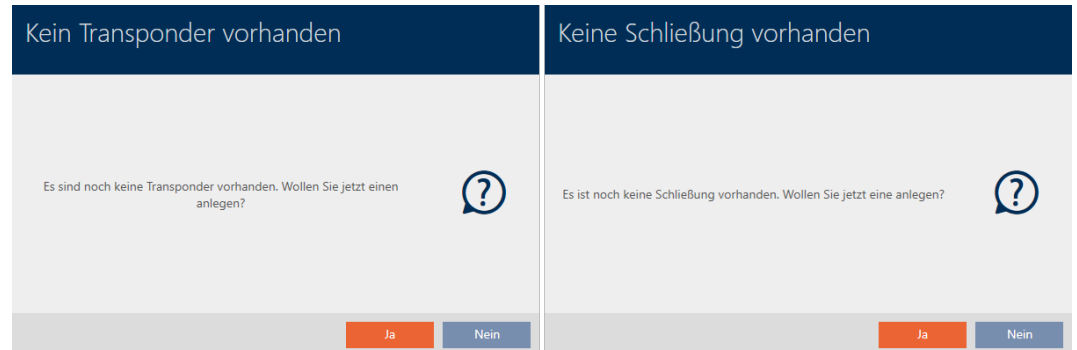 Kein Transponder vorhanden
Es sind noch keine Transponder vorhanden. Wollen Sie jetzt einen
anlegen?
Ja
Nein
Keine Schließung vorhanden
Es ist noch keine Schließung vorhanden. Wollen Sie jetzt eine anlegen?
Ja
Nein